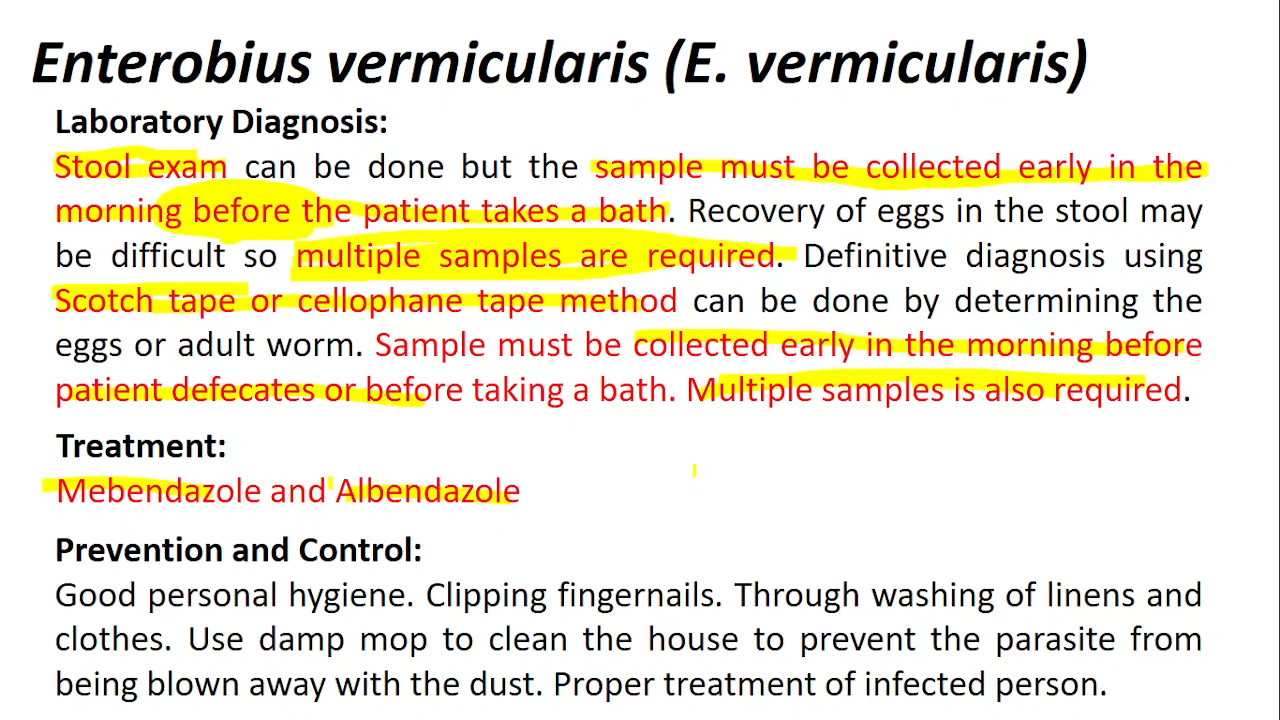 Enterobius vermicularis (E. vermicularis)
Laboratory Diagnosis:
Stool exam can be done but the sample must be collected early in the
morning before the patient takes a bath. Recovery of eggs in the stool may
be difficult so multiple samples are required. Definitive diagnosis using
Scotch tape or cellophane tape method can be done by determining the
eggs or adult worm. Sample must be collected early in the morning before
patient defecates or before taking a bath. Multiple samples is also required.
Treatment:
Mebendazole and Albendazole
Prevention and Control:
Good personal hygiene. Clipping fingernails. Through washing of linens and
clothes. Use damp mop to clean the house to prevent the parasite from
being blown away with the dust. Proper treatment of infected person.